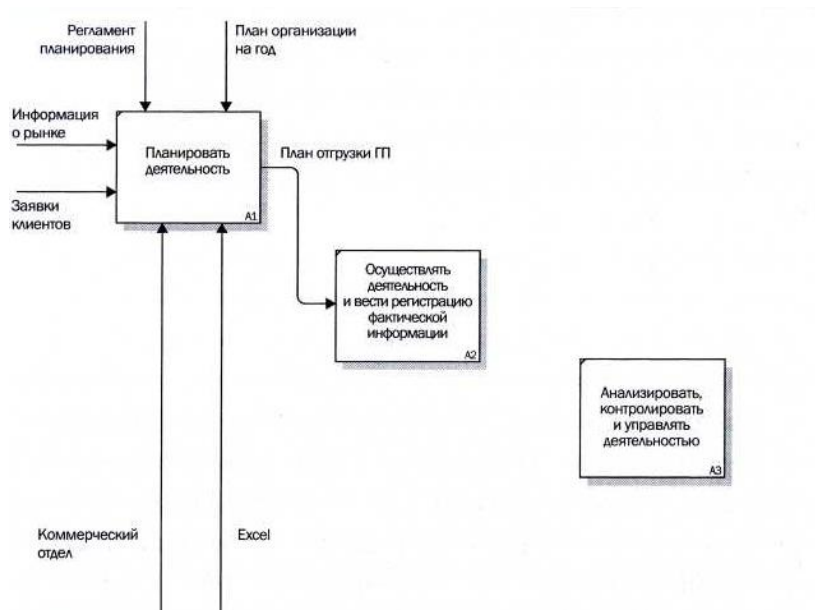 Регламент
планирования
План организации
на год
Информация
о рынке
Планировать
деятельность
A1
План отгрузки ГП
Заявки
клиентов
Осуществлять
деятельность
и вести регистрацию
фактической
информации
A2
Анализировать,
контролировать
и управлять
деятельностью
A3
Коммерческий
отдел
Excel